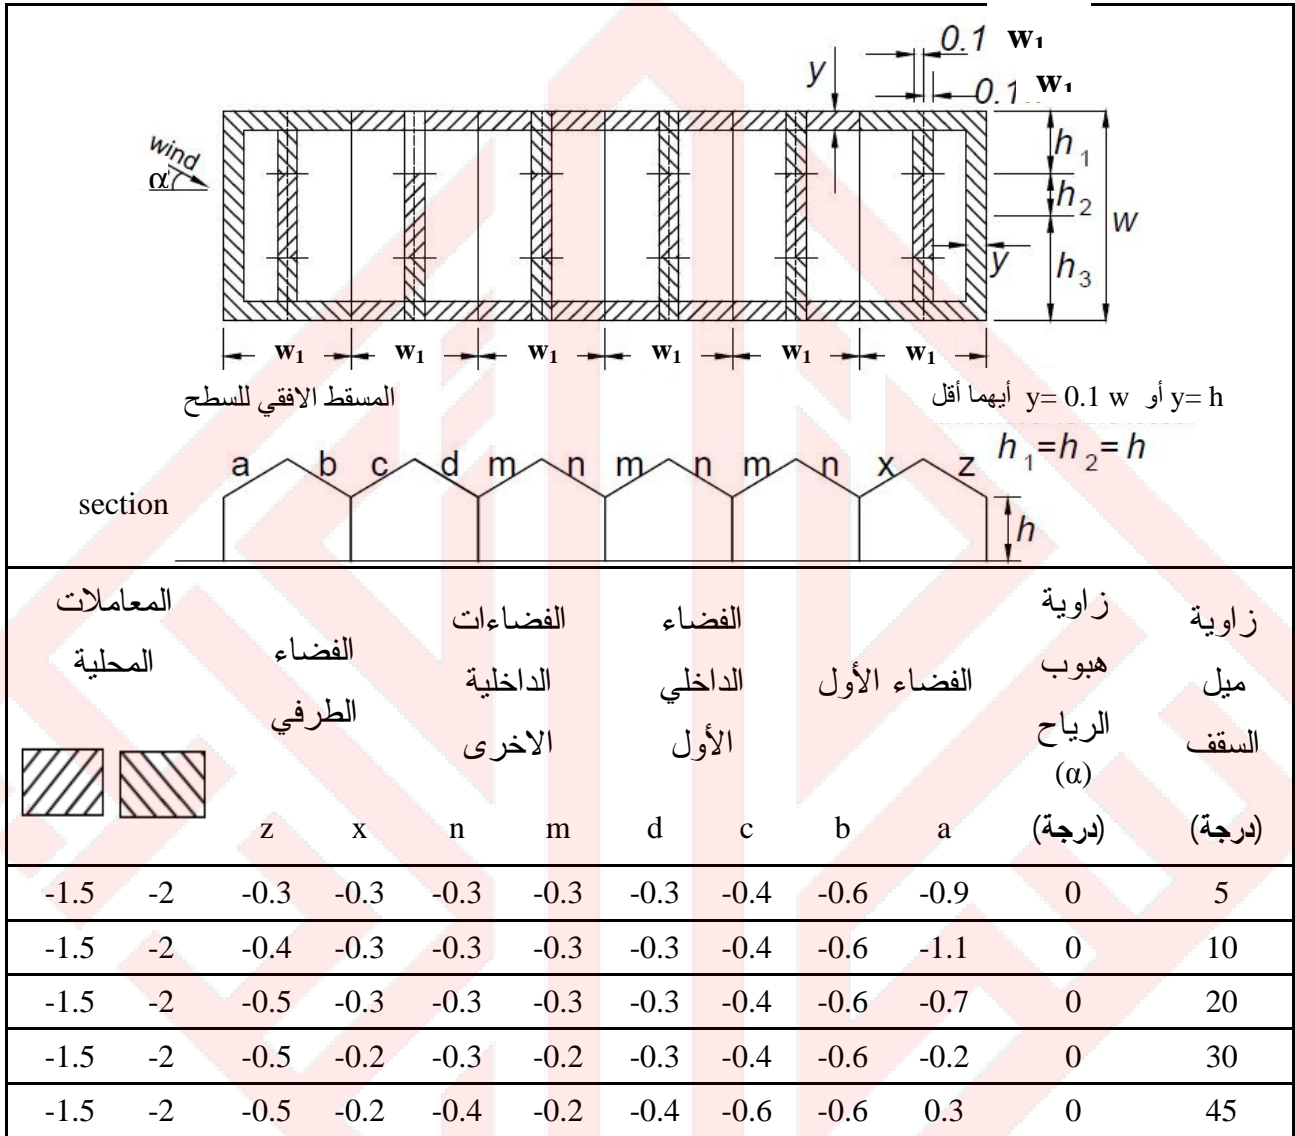 0.1 w₁
y
0.1 w₁
wind
α
h₁
h₂
w
y
h₃
w₁ w₁ w₁ w₁ w₁ w₁
المسقط الافقي للسطح
y= h أو y= 0.1 w أيهما أقل
h₁=h₂=h
a b c d m n m n m n x z
section
h
زاوية ميل السقف (درجة)
زاوية هبوب الرياح (α) (درجة)
الفضاء الأول
الفضاء الداخلي الأول
الفضاءات الداخلية الاخرى
الفضاء الطرفي
المعاملات المحلية
z x n m d c b a
-1.5 -2 -0.3 -0.3 -0.3 -0.3 -0.3 -0.4 -0.6 -0.9 0 5
-1.5 -2 -0.4 -0.3 -0.3 -0.3 -0.3 -0.4 -0.6 -1.1 0 10
-1.5 -2 -0.5 -0.3 -0.3 -0.3 -0.3 -0.4 -0.6 -0.7 0 20
-1.5 -2 -0.5 -0.2 -0.3 -0.2 -0.3 -0.4 -0.6 -0.2 0 30
-1.5 -2 -0.5 -0.2 -0.4 -0.2 -0.4 -0.6 -0.6 0.3 0 45